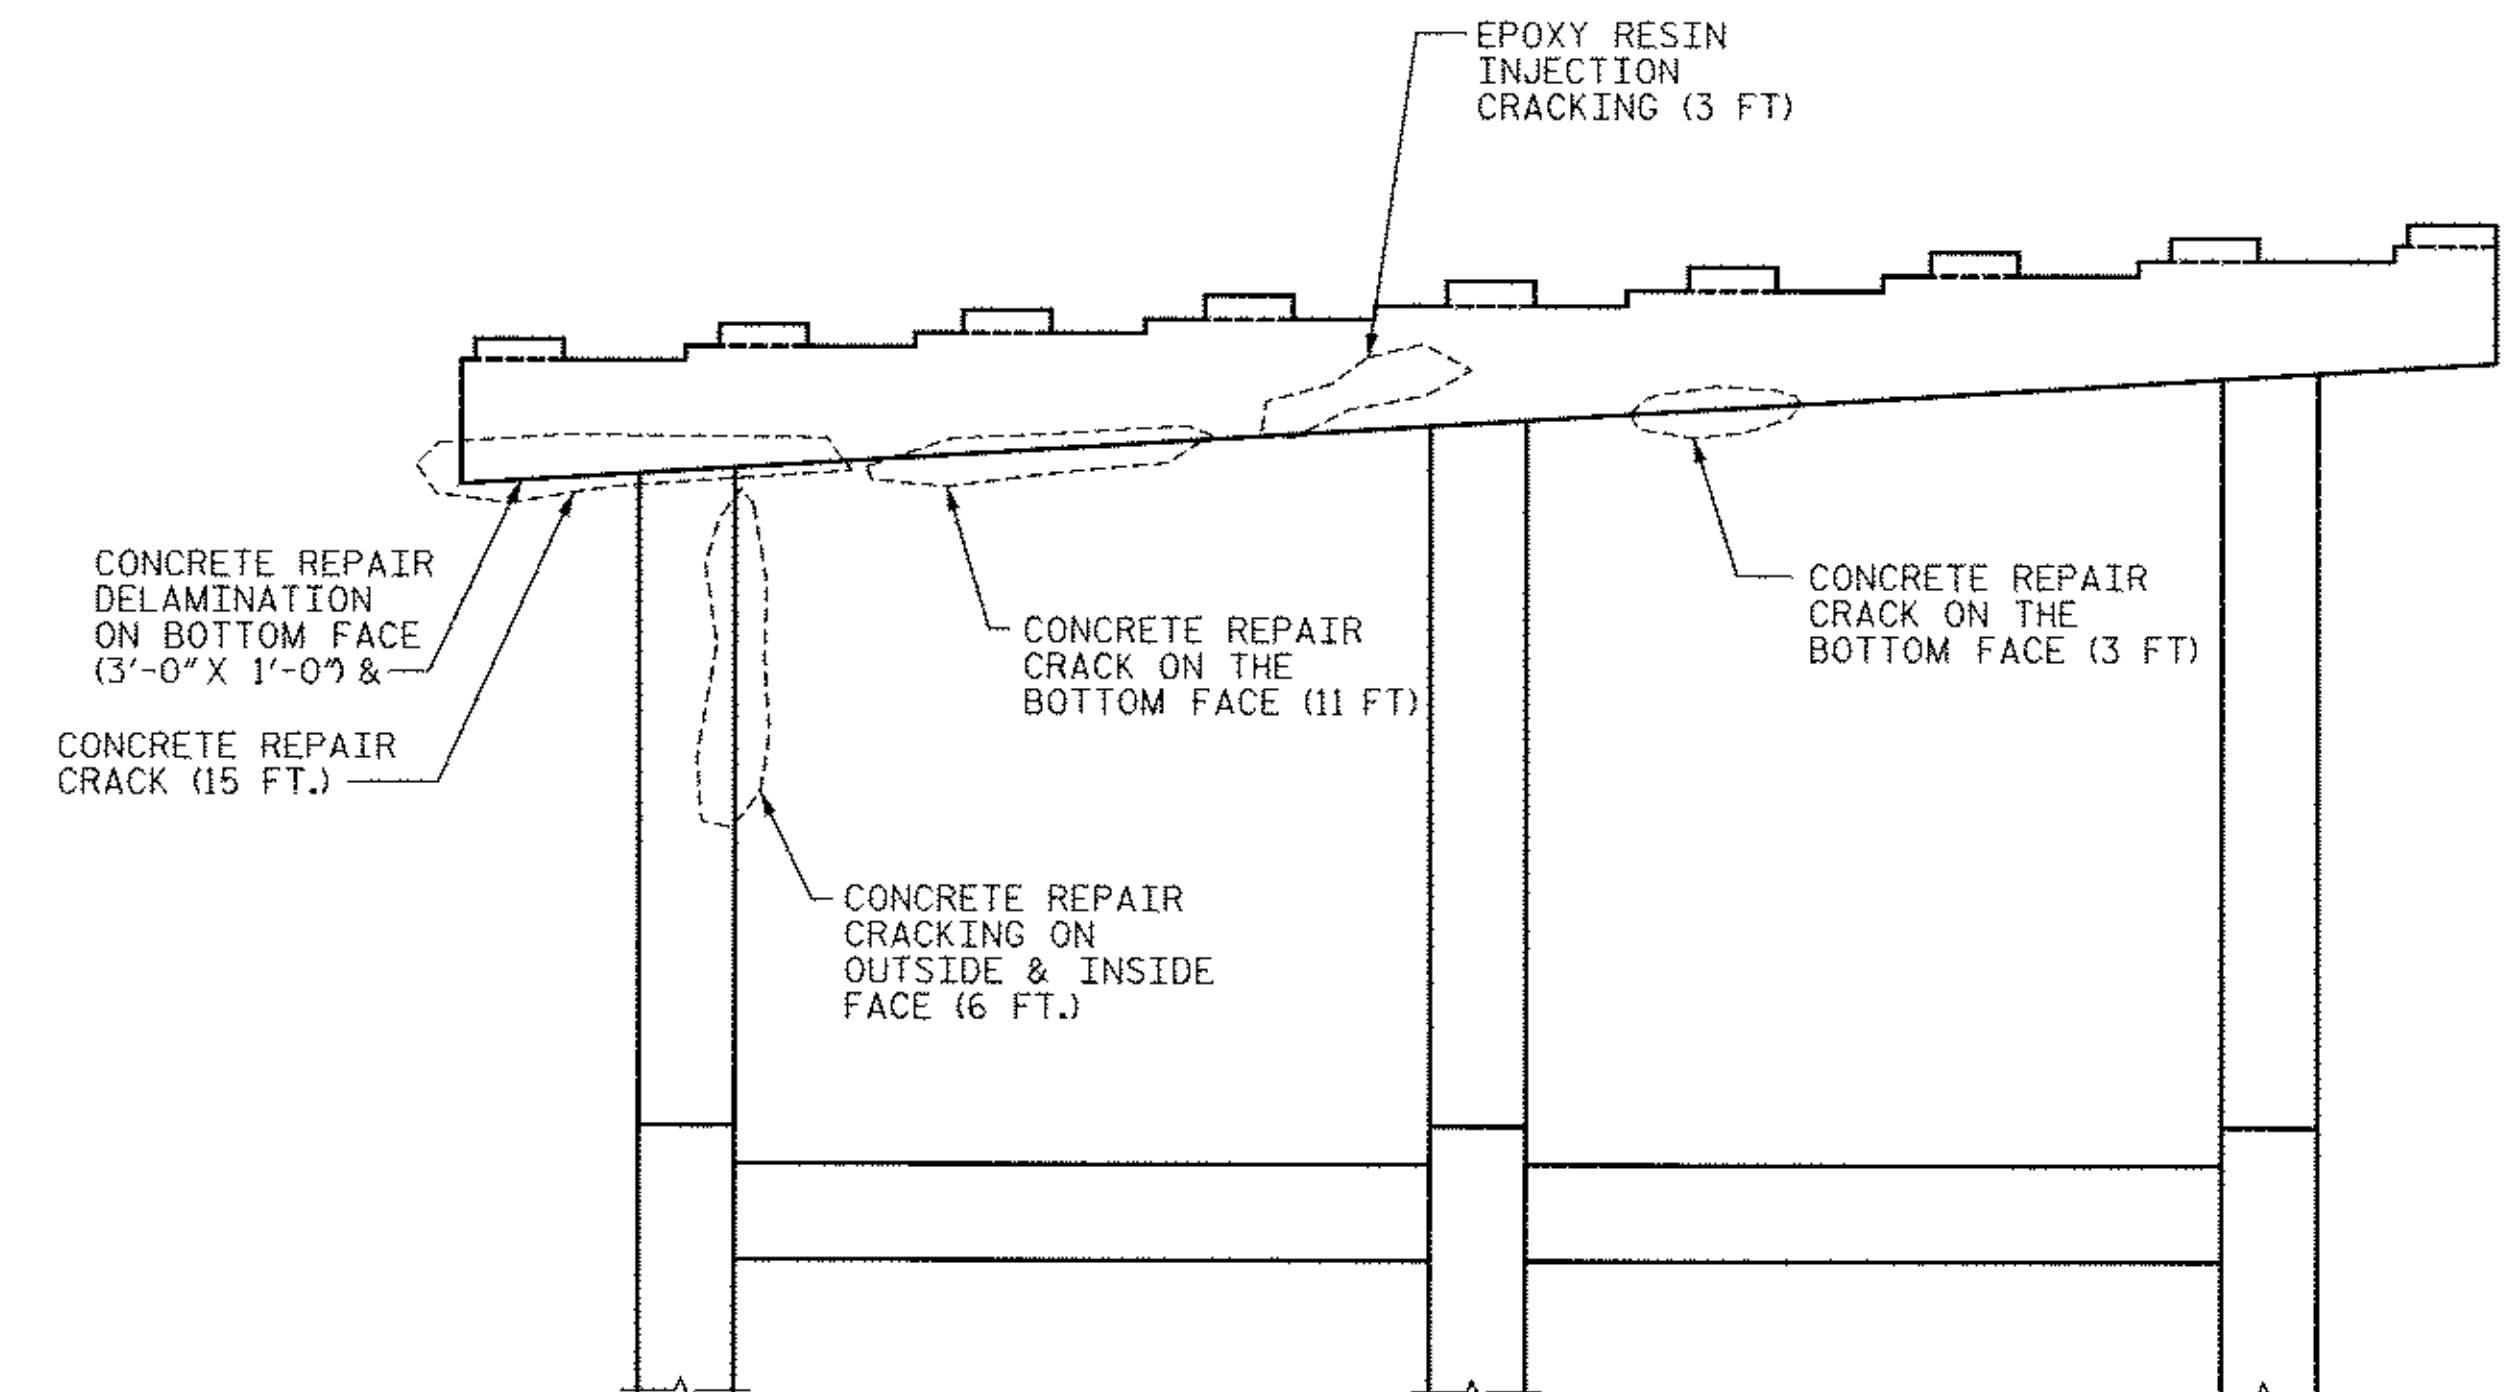 EPOXY RESIN
INJECTION
CRACKING (3 FT)
CONCRETE REPAIR
DELAMINATION
ON BOTTOM FACE
(3'-0" X 1'-0") &
CONCRETE REPAIR
CRACK (15 FT.)
CONCRETE REPAIR
CRACK ON THE
BOTTOM FACE (11 FT)
CONCRETE REPAIR
CRACK ON THE
BOTTOM FACE (3 FT)
CONCRETE REPAIR
CRACKING ON
OUTSIDE & INSIDE
FACE (6 FT.)